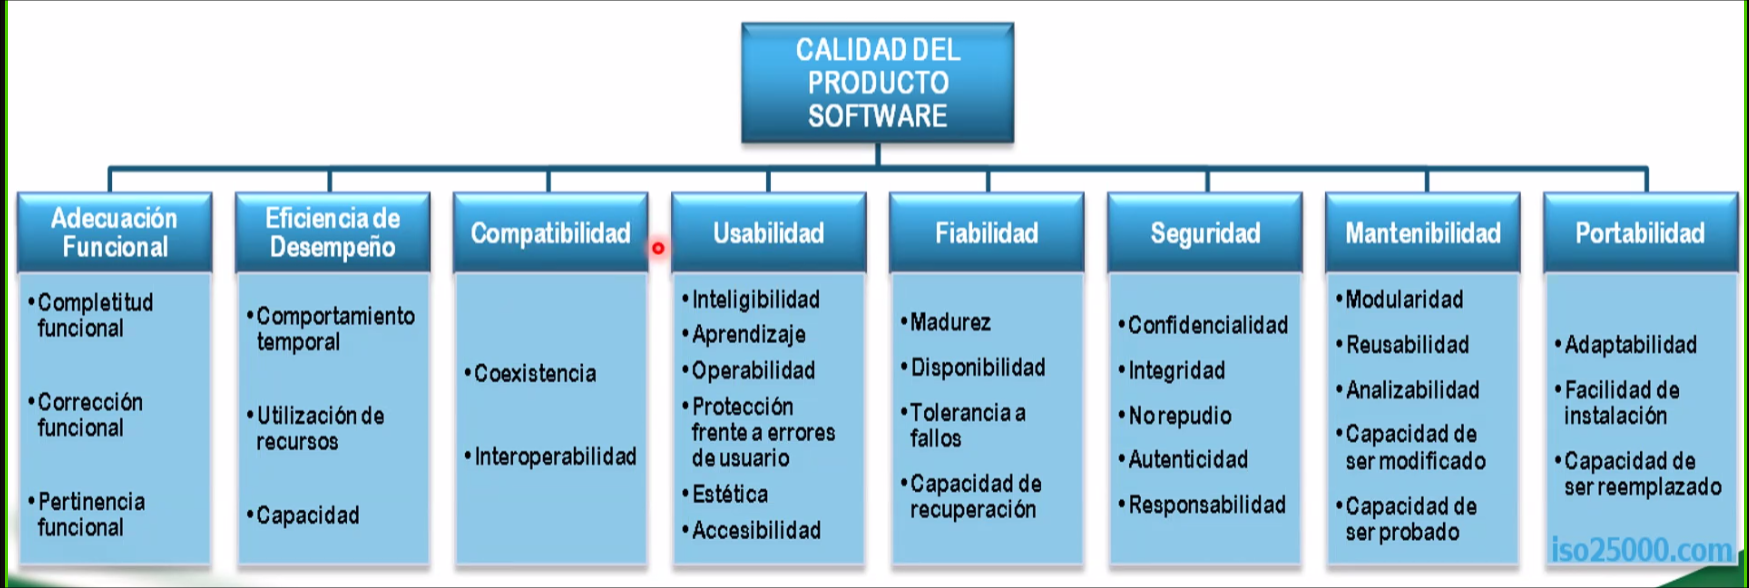 CALIDAD DEL
PRODUCTO
SOFTWARE
Adecuación
Funcional
•Completitud
funcional
•Corrección
funcional
•Pertinencia
funcional
Eficiencia de
Desempeño
•Comportamiento
temporal
•Utilización de
recursos
•Capacidad
Compatibilidad
•Coexistencia
•Interoperabilidad
Usabilidad
•Inteligibilidad
•Aprendizaje
•Operabilidad
•Protección
frente a errores
de usuario
•Estética
•Accesibilidad
Fiabilidad
•Madurez
•Disponibilidad
•Tolerancia a
fallos
•Capacidad de
recuperación
Seguridad
•Confidencialidad
•Integridad
•No repudio
•Autenticidad
•Responsabilidad
Mantenibilidad
•Modularidad
•Reusabilidad
•Analizabilidad
•Capacidad de
ser modificado
•Capacidad de
ser probado
Portabilidad
•Adaptabilidad
•Facilidad de
instalación
•Capacidad de
ser reemplazado
iso25000.com